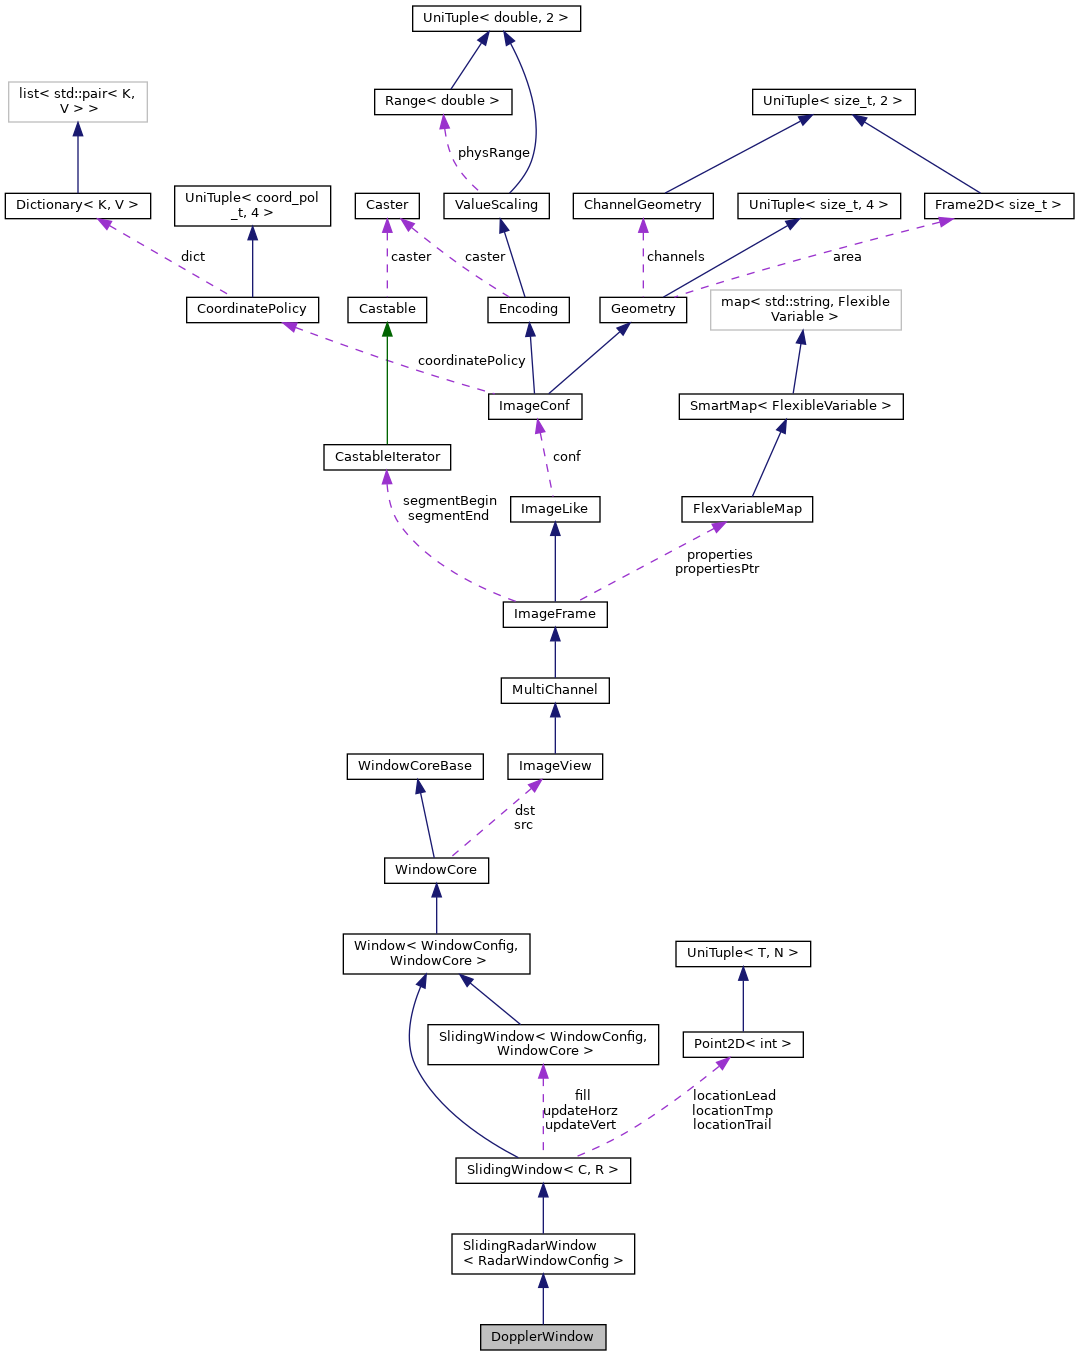 UniTuple< double, 2 >
list< std::pair< K,
V > >
Range< double >
UniTuple< size_t, 2 >
physRange
Dictionary< K, V >
UniTuple< coord_pol
_t, 4 >
Caster
ValueScaling
ChannelGeometry
UniTuple< size_t, 4 >
Frame2D< size_t >
dict
caster
caster
channels
area
CoordinatePolicy
Castable
Encoding
Geometry
map< std::string, Flexible
Variable >
coordinatePolicy
ImageConf
SmartMap< FlexibleVariable >
CastableIterator
conf
segmentBegin
segmentEnd
ImageLike
FlexVariableMap
properties
propertiesPtr
ImageFrame
MultiChannel
WindowCoreBase
ImageView
dst
src
WindowCore
Window< WindowConfig,
WindowCore >
UniTuple< T, N >
SlidingWindow< WindowConfig,
WindowCore >
Point2D< int >
fill
updateHorz
updateVert
locationLead
locationTmp
locationTrail
SlidingWindow< C, R >
SlidingRadarWindow
< RadarWindowConfig >
DopplerWindow